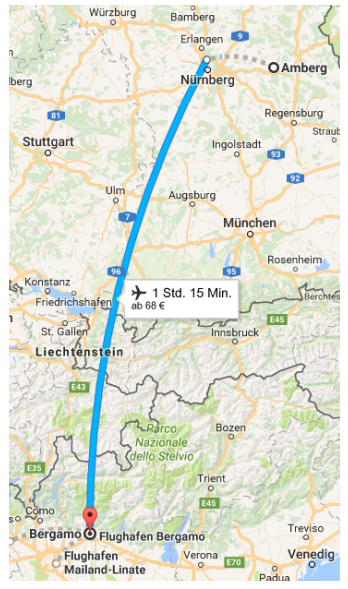 Würzburg
Bamberg
Erlangen
9
Amberg
Nürnberg
Regensburg
81
Straub
Stuttgart
Ingolstadt
93
92
Ulm
Augsburg
7
München
Rosenheim
96
95
Konstanz
1 Std. 15 Min.
Friedrichshafen
ab 68 €
Berchtes
St. Gallen
E45
Innsbruck
Liechtenstein
E43
Parco
Nazionale
dello Stelvio
Bozen
E35
Trient
E45
Como
Bergamo
Flughafen Bergamo
Treviso
Flughafen
Mailand-Linate
Verona
E70
Venedig
Padua